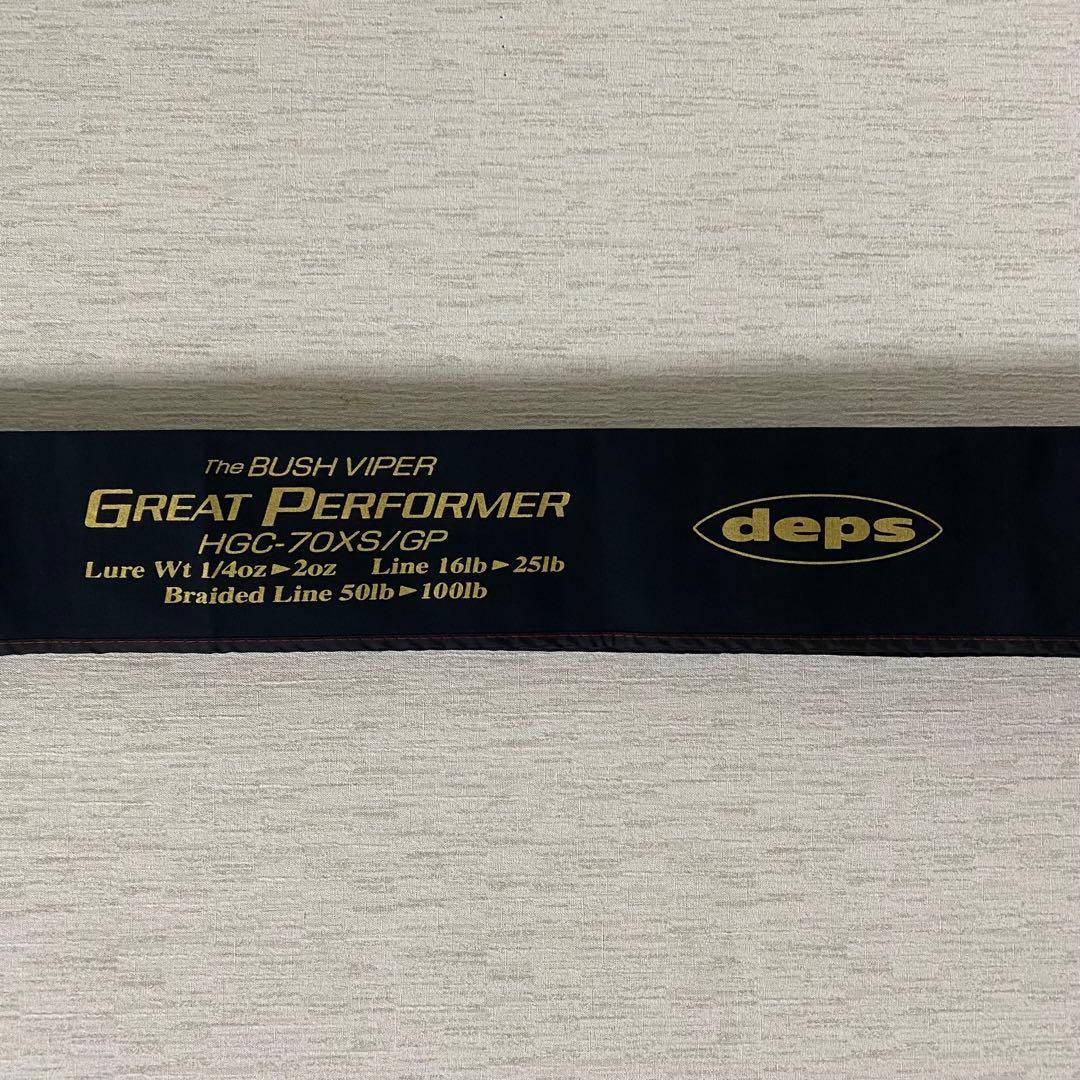 The BUSH VIPER
GREAT PERFORMER
HGC-70XS/GP
Lure Wt 1/4oz►2oz Line 16lb►25lb
Braided Line 50lb►100lb
deps